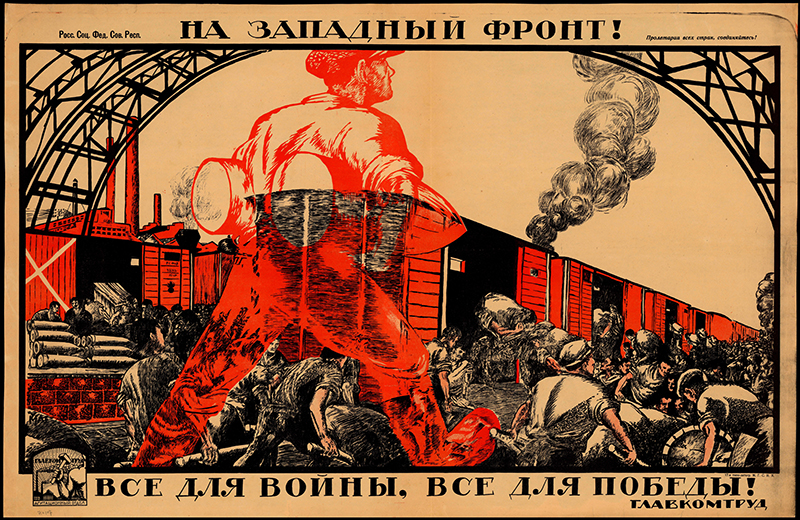 Росс. Соц. Фед. Сов. Респ.
НА ЗАПАДНЫЙ ФРОНТ!
Пролетарии всех стран, соединяйтесь!
ВСЕ ДЛЯ ВОЙНЫ, ВСЕ ДЛЯ ПОБЕДЫ!
ГЛАВКОМТРУД